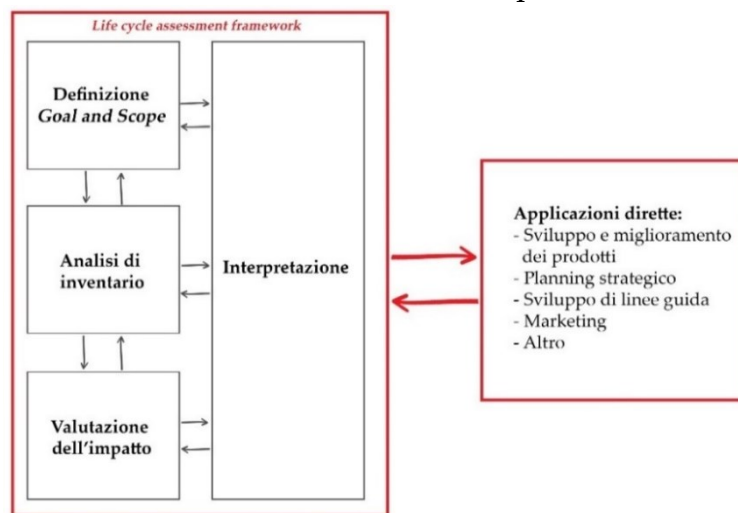 Life cycle assessment framework
Definizione
Goal and Scope
Analisi di
inventario
Valutazione
dell'impatto
Interpretazione
Applicazioni dirette:
- Sviluppo e miglioramento
dei prodotti
- Planning strategico
- Sviluppo di linee guida
- Marketing
- Altro